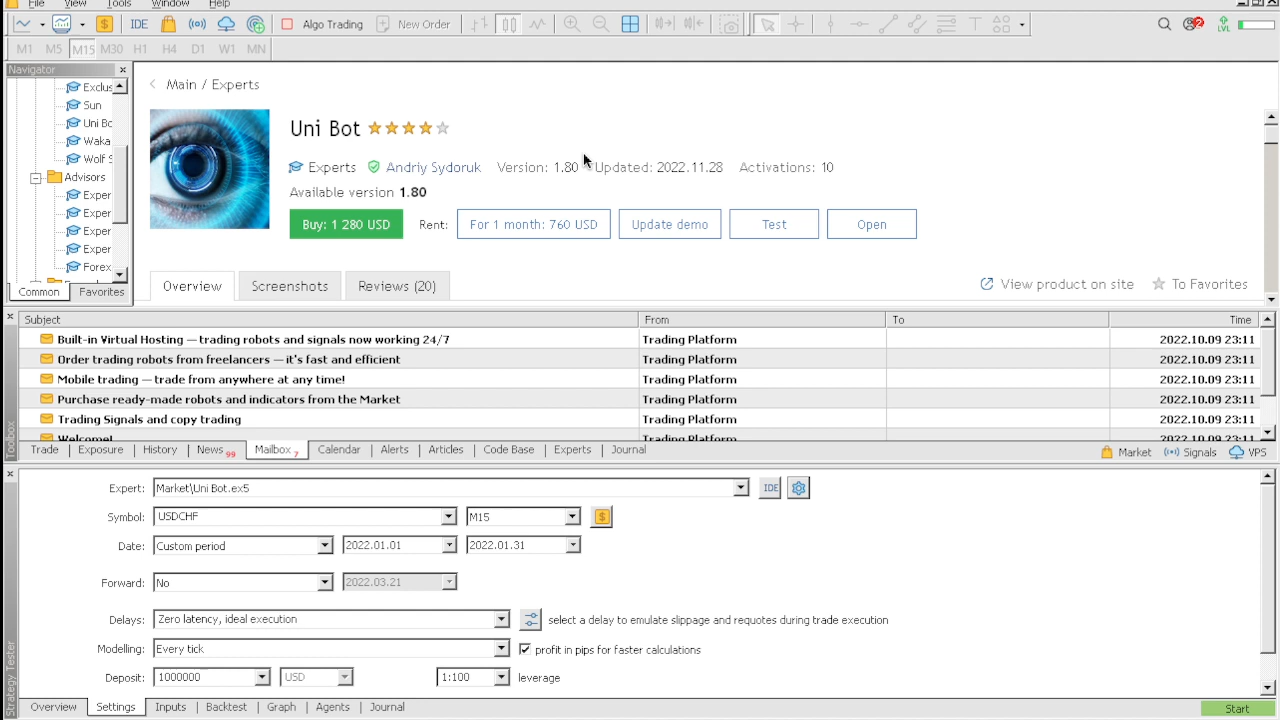 File View Tools Window Help
IDE Algo Trading New Order 2 LVL
M1 M5 M15 M30 H1 H4 D1 W1 MN
Navigator
Exclus
Sun
Uni Bo
Waka
Wolf S
Advisors
Exper
Exper
Exper
Exper
Forex
Common Favorites
Main / Experts
Uni Bot
Experts Andriy Sydoruk Version: 1.80 Updated: 2022.11.28 Activations: 10
Available version 1.80
Buy: 1 280 USD Rent: For 1 month: 760 USD Update demo Test Open
Overview Screenshots Reviews (20) View product on site To Favorites
Subject From To Time
Built-in Virtual Hosting — trading robots and signals now working 24/7 Trading Platform 2022.10.09 23:11
Order trading robots from freelancers — it's fast and efficient Trading Platform 2022.10.09 23:11
Mobile trading — trade from anywhere at any time! Trading Platform 2022.10.09 23:11
Purchase ready-made robots and indicators from the Market Trading Platform 2022.10.09 23:11
Trading Signals and copy trading Trading Platform 2022.10.09 23:11
Welcome! Trading Platform 2022.10.09 23:11
Toolbox
Trade Exposure History News 99 Mailbox 7 Calendar Alerts Articles Code Base Experts Journal Market Signals VPS
Expert: Market\Uni Bot.ex5 IDE
Symbol: USDCHF M15
Date: Custom period 2022.01.01 2022.01.31
Forward: No 2022.03.21
Delays: Zero latency, ideal execution select a delay to emulate slippage and requotes during trade execution
Modelling: Every tick profit in pips for faster calculations
Deposit: 1000000 USD 1:100 leverage
Strategy Tester
Overview Settings Inputs Backtest Graph Agents Journal Start